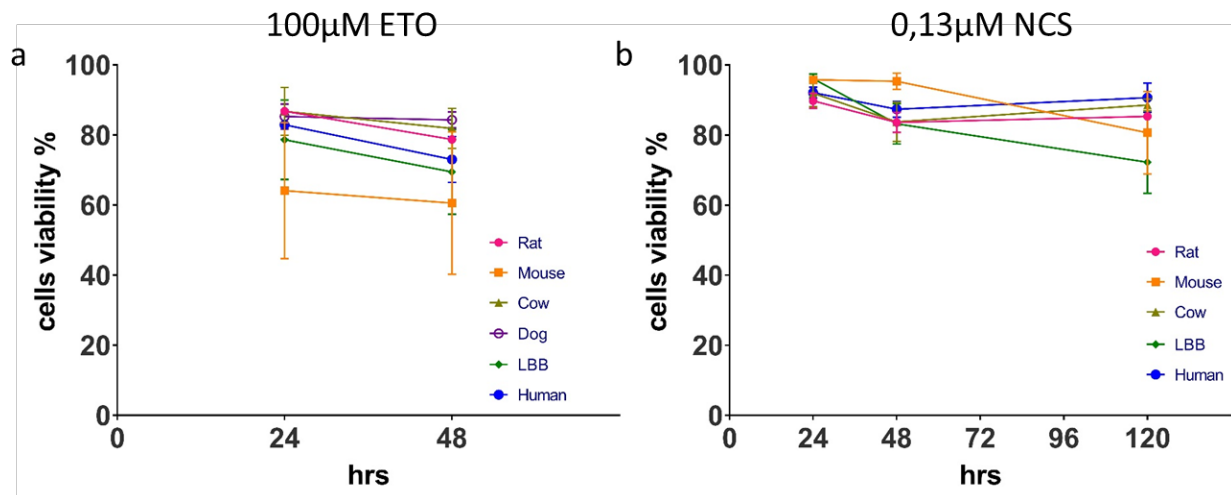 100µM ETO
a
100
80
60
40
20
0
cells viability %
0
24
48
hrs
Rat
Mouse
Cow
Dog
LBB
Human
0,13µM NCS
b
100
80
60
40
20
0
cells viability %
0
24
48
72
96
120
hrs
Rat
Mouse
Cow
LBB
Human